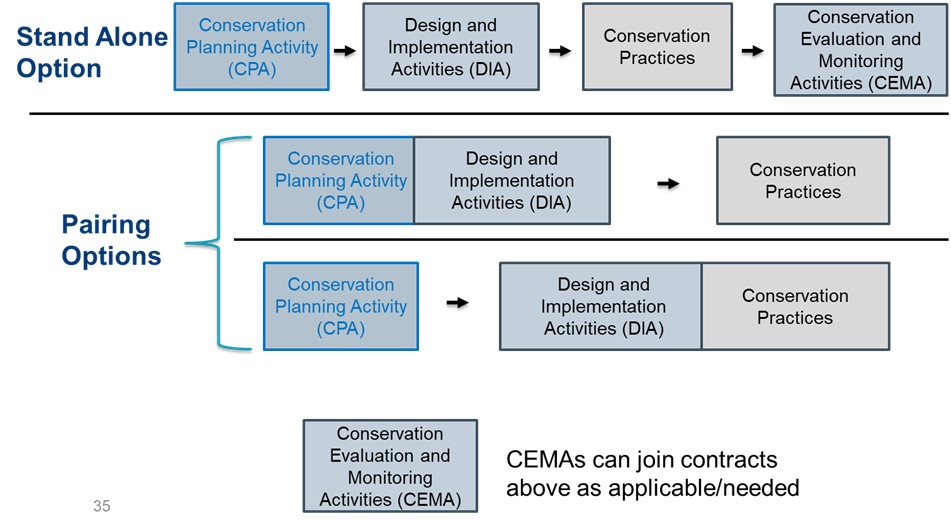 Stand Alone
Option
Conservation
Planning Activity
(CPA)
Design and
Implementation
Activities (DIA)
Conservation
Practices
Conservation
Evaluation and
Monitoring
Activities (CEMA)
Pairing
Options
Conservation
Planning Activity
(CPA)
Design and
Implementation
Activities (DIA)
Conservation
Practices
Conservation
Planning Activity
(CPA)
Design and
Implementation
Activities (DIA)
Conservation
Practices
Conservation
Evaluation and
Monitoring
Activities (CEMA)
CEMAs can join contracts
above as applicable/needed
35